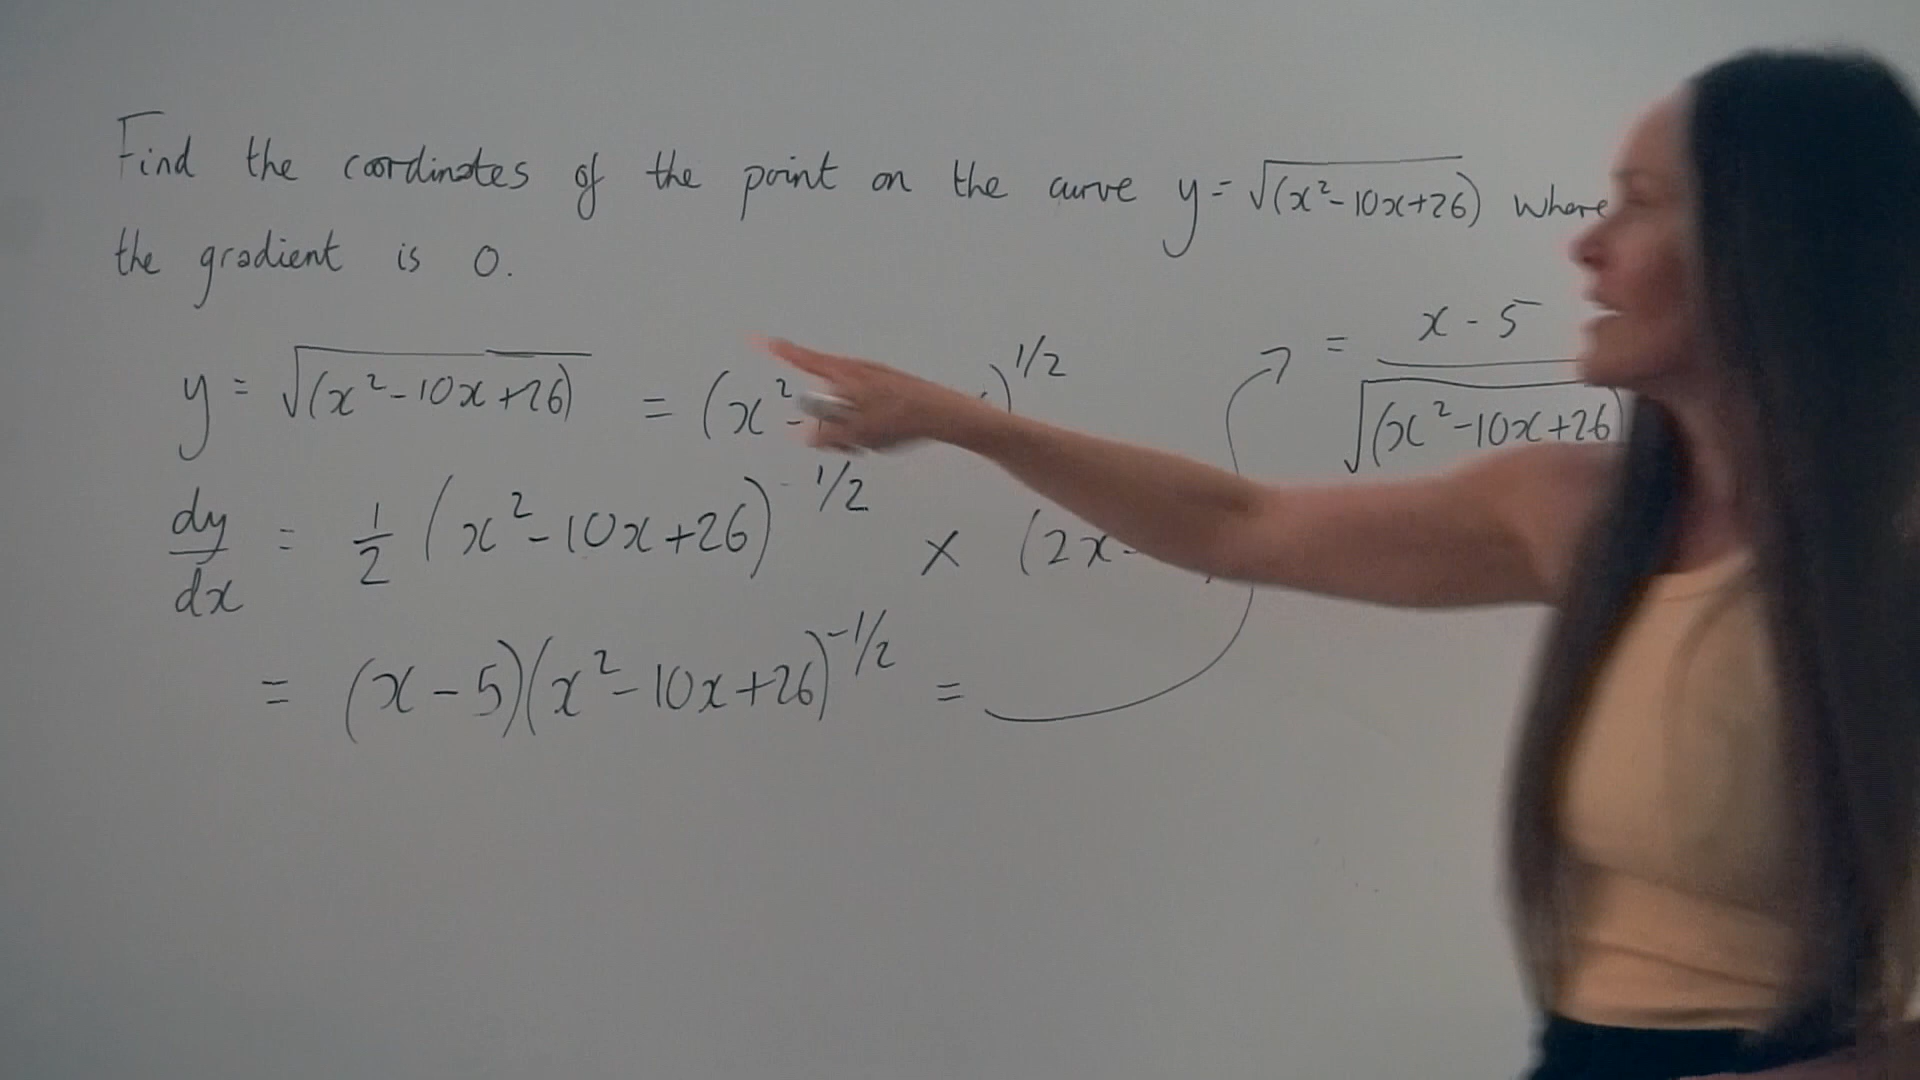 Find the coordinates of the point on the curve y = √(x²-10x+26) where
the gradient is 0.
y = √(x²-10x+26) = (x²- )^1/2
dy/dx = 1/2 (x²-10x+26)^-1/2 × (2x-
= (x-5)(x²-10x+26)^-1/2 =
= x-5 / √(x²-10x+26)